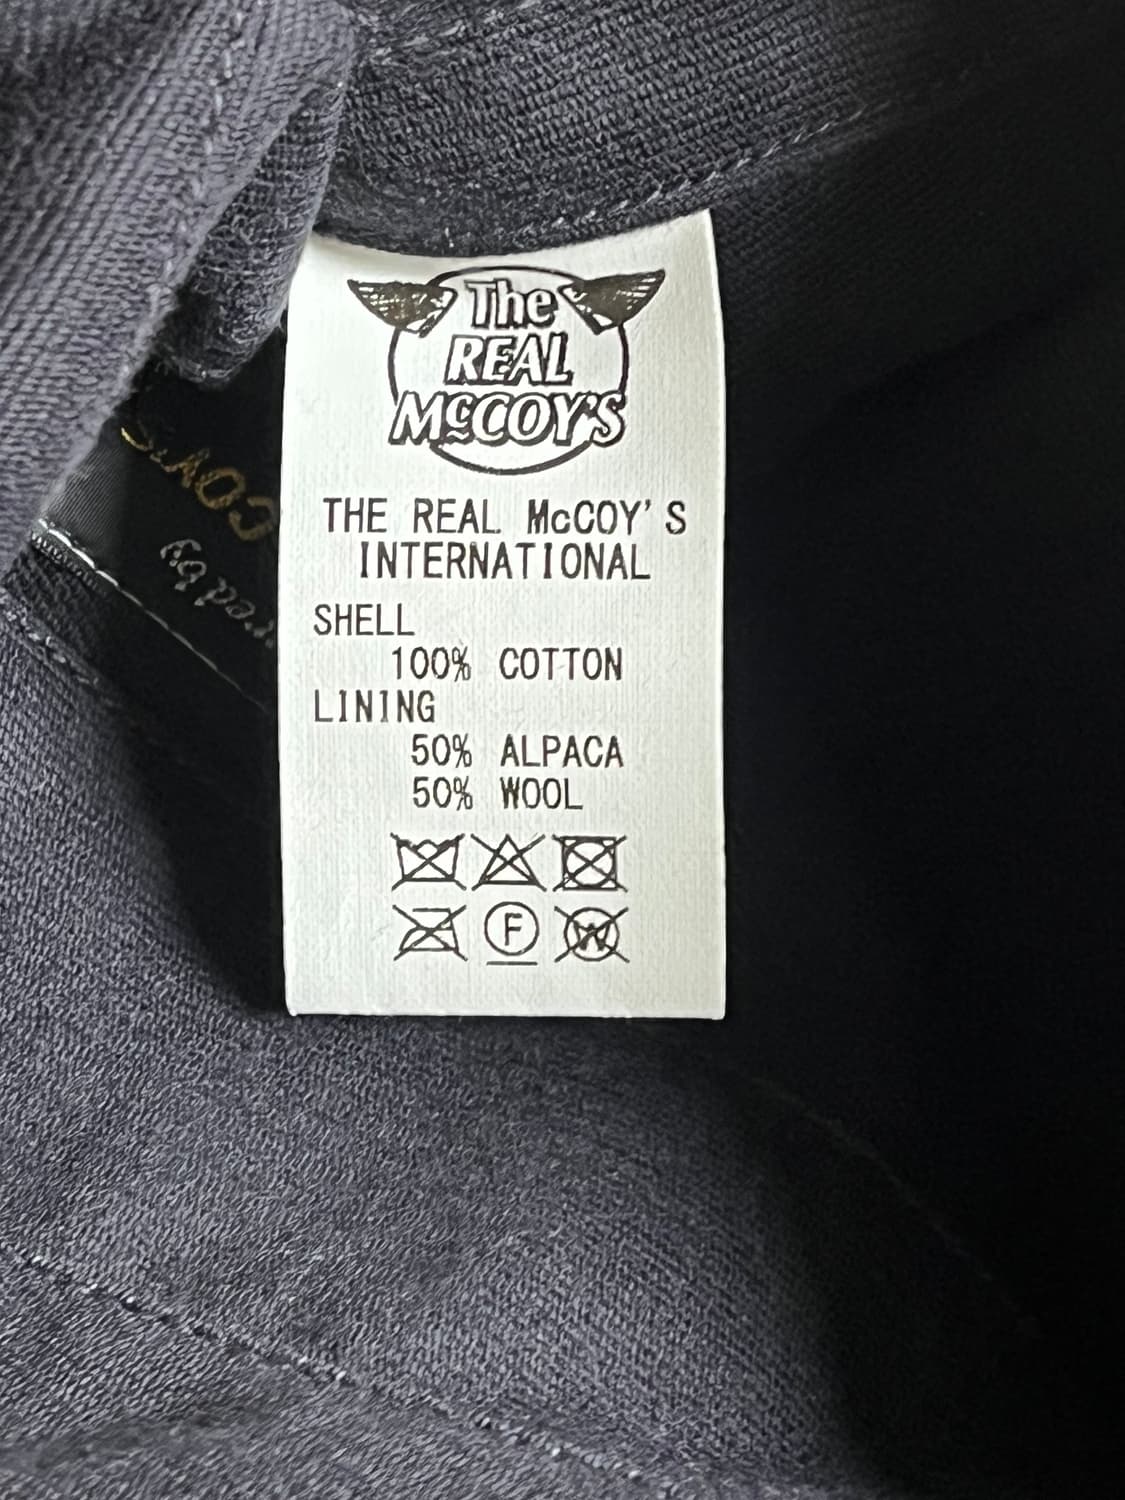 The
REAL
McCOY'S
THE REAL McCOY'S
INTERNATIONAL
SHELL
100% COTTON
LINING
50% ALPACA
50% WOOL
F
W